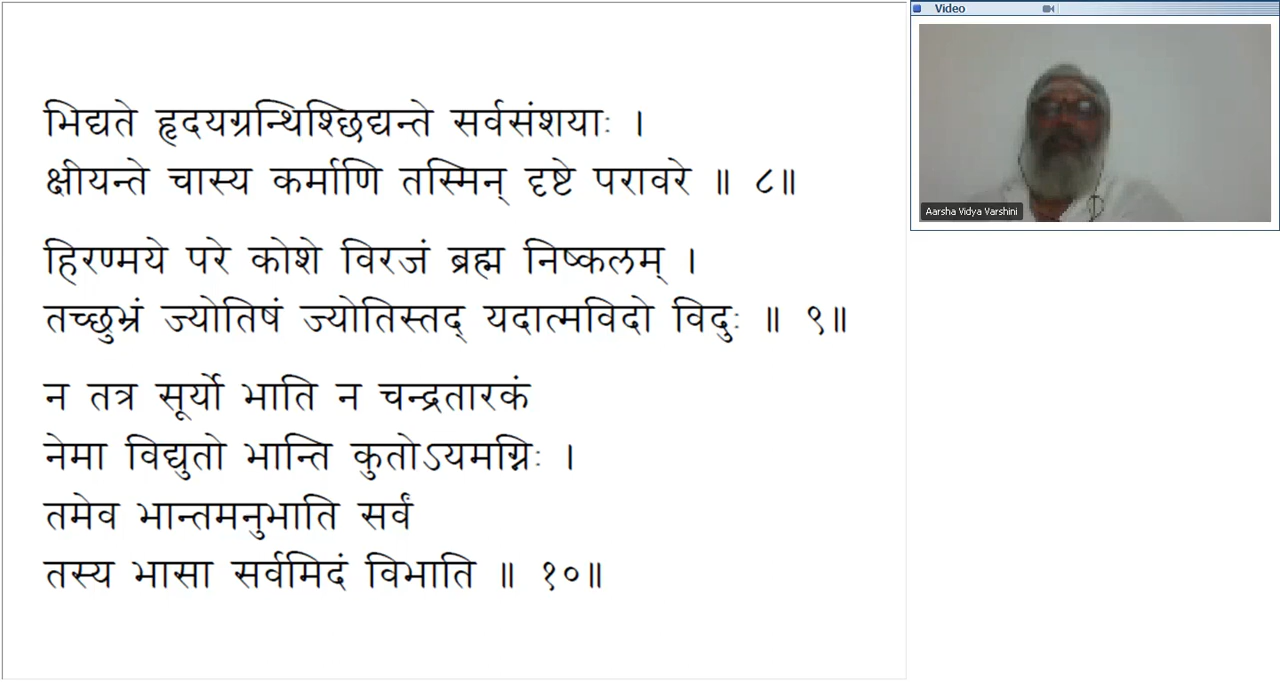 भिद्यते हृदयग्रन्थिश्छिद्यन्ते सर्वसंशयाः ।
क्षीयन्ते चास्य कर्माणि तस्मिन् दृष्टे परावरे ॥ ८॥
हिरण्मये परे कोशे विरजं ब्रह्म निष्कलम् ।
तच्छुभ्रं ज्योतिषं ज्योतिस्तद् यदात्मविदो विदुः ॥ ९॥
न तत्र सूर्यो भाति न चन्द्रतारकं
नेमा विद्युतो भान्ति कुतोऽयमग्निः ।
तमेव भान्तमनुभाति सर्वं
तस्य भासा सर्वमिदं विभाति ॥ १०॥
Video
Aarsha Vidya Varshini